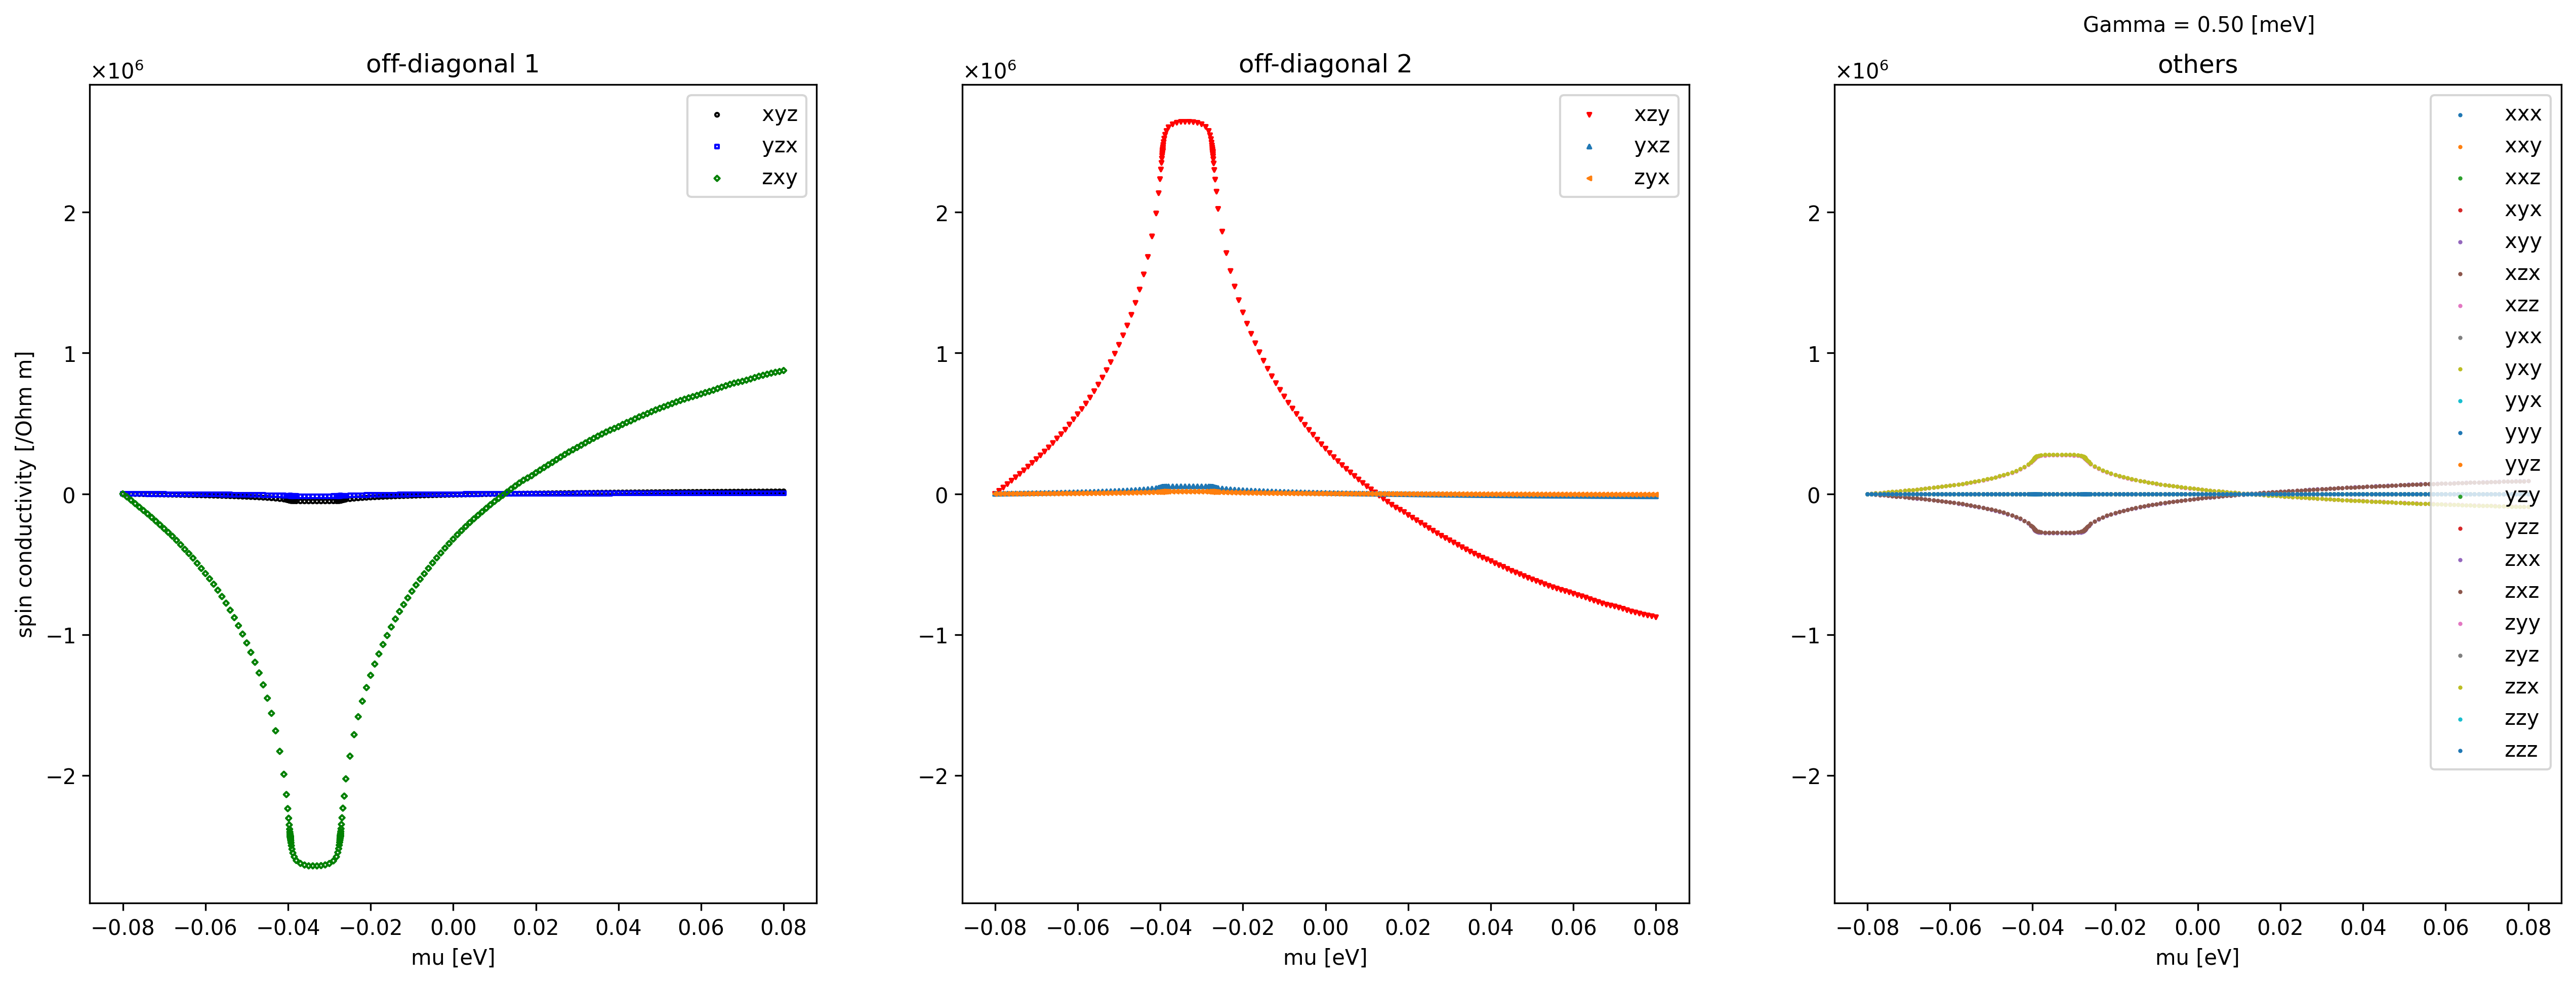 Gamma = 0.50 [meV]
off-diagonal 1
×10⁶
spin conductivity [/Ohm m]
2
1
0
−1
−2
xyz
yzx
zxy
−0.08 −0.06 −0.04 −0.02 0.00 0.02 0.04 0.06 0.08
mu [eV]
off-diagonal 2
×10⁶
2
1
0
−1
−2
xzy
yxz
zyx
−0.08 −0.06 −0.04 −0.02 0.00 0.02 0.04 0.06 0.08
mu [eV]
others
×10⁶
2
1
0
−1
−2
xxx
xxy
xxz
xyx
xyy
xzx
xzz
yxx
yxy
yyx
yyy
yyz
yzy
yzz
zxx
zxz
zyy
zyz
zzx
zzy
zzz
−0.08 −0.06 −0.04 −0.02 0.00 0.02 0.04 0.06 0.08
mu [eV]